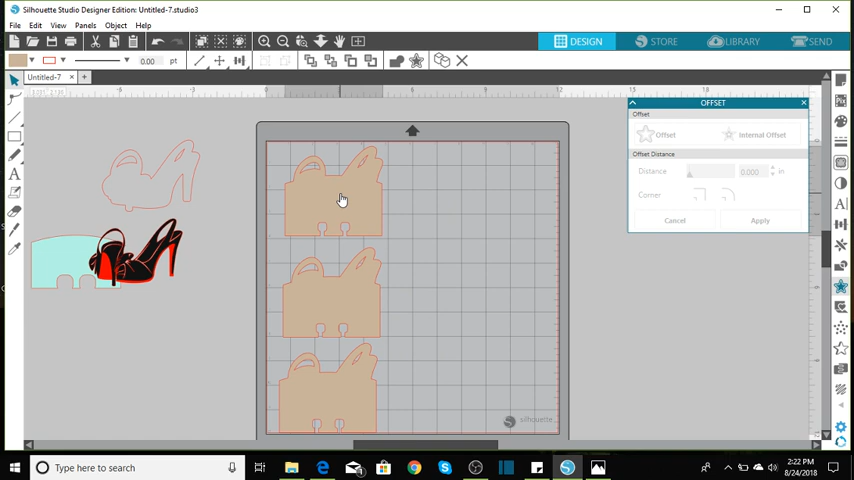 Silhouette Studio Designer Edition: Untitled-7.studio3
File Edit View Panels Object Help
DESIGN STORE LIBRARY SEND
0.00 pt
Untitled-7
OFFSET
Offset
Offset Internal Offset
Offset Distance
Distance 0.000 in
Corner
Cancel Apply
silhouette
Type here to search
2:22 PM
8/24/2018